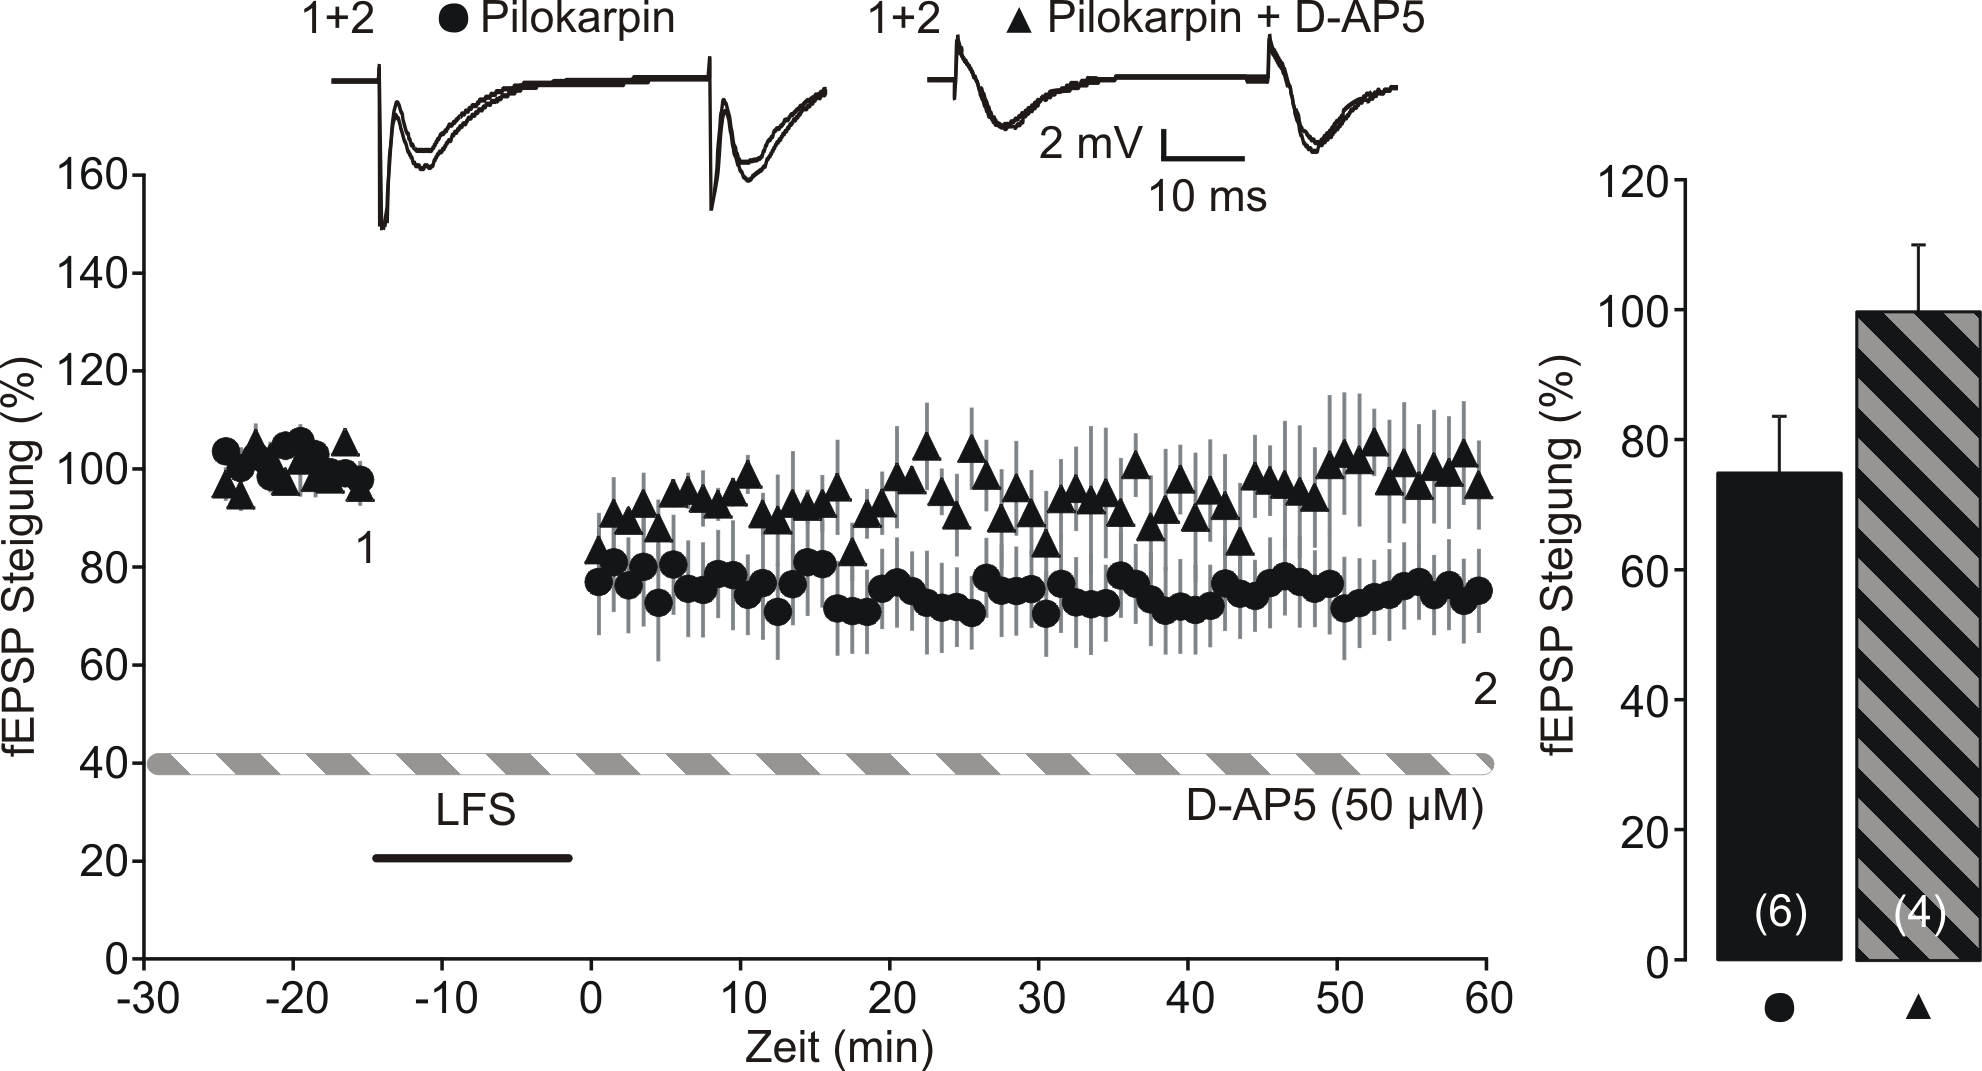 1+2 ● Pilokarpin
1+2 ▲ Pilokarpin + D-AP5
2 mV
10 ms
fEPSP Steigung (%)
160
140
120
100
80
60
40
20
0
1
2
LFS
D-AP5 (50 µM)
-30 -20 -10 0 10 20 30 40 50 60
Zeit (min)
fEPSP Steigung (%)
120
100
80
60
40
20
0
(6) (4)